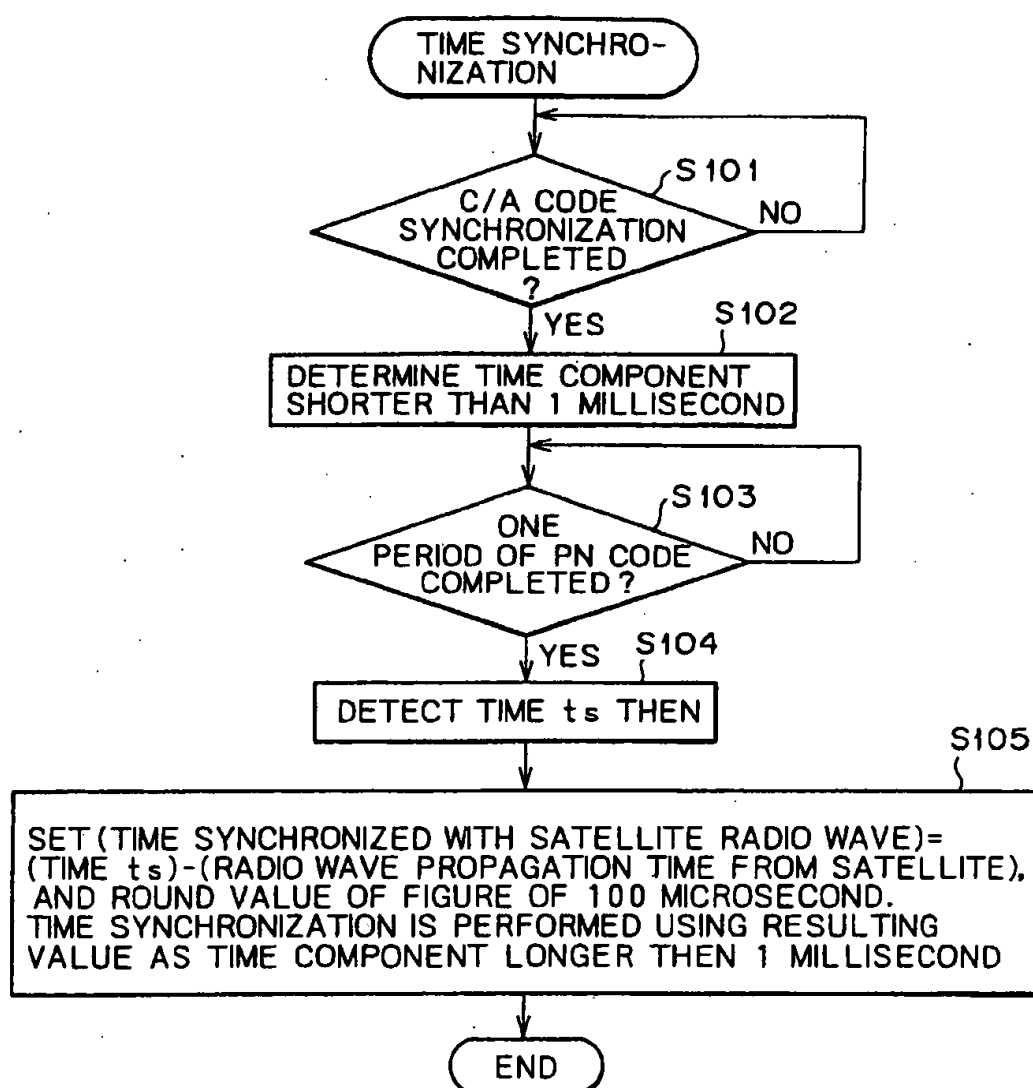 TIME SYNCHRO-
NIZATION
S101
C/A CODE
SYNCHRONIZATION
COMPLETED
?
NO
YES
S102
DETERMINE TIME COMPONENT
SHORTER THAN 1 MILLISECOND
S103
ONE
PERIOD OF PN CODE
COMPLETED?
NO
YES
S104
DETECT TIME ts THEN
S105
SET (TIME SYNCHRONIZED WITH SATELLITE RADIO WAVE)=
(TIME ts)-(RADIO WAVE PROPAGATION TIME FROM SATELLITE),
AND ROUND VALUE OF FIGURE OF 100 MICROSECOND.
TIME SYNCHRONIZATION IS PERFORMED USING RESULTING
VALUE AS TIME COMPONENT LONGER THEN 1 MILLISECOND
END